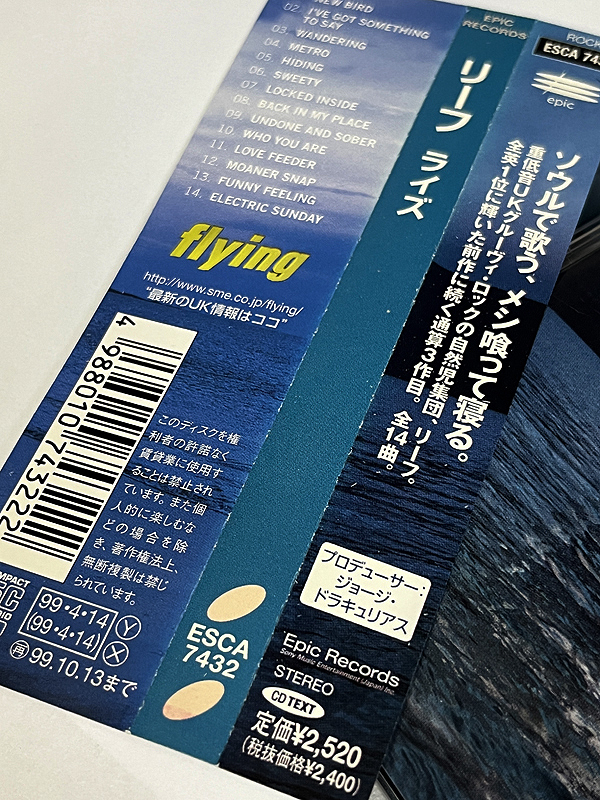 NEW BIRD
02. I'VE GOT SOMETHING
TO SAY
03. WANDERING
04. METRO
05. HIDING
06. SWEETY
07. LOCKED INSIDE
08. BACK IN MY PLACE
09. UNDONE AND SOBER
10. WHO YOU ARE
11. LOVE FEEDER
12. MOANER SNAP
13. FUNNY FEELING
14. ELECTRIC SUNDAY
flying
http://www.sme.co.jp/flying/
"最新のUK情報はココ"
4 988010 743222
このディスクを権
利者の許諾なく
賃貸業に使用す
ることは禁止され
ています。また個
人的に楽しむな
どの場合を除
き、著作権法上、
無断複製は禁じ
られています。
COMPACT
99・4・14 Y
(99・4・14) X
再 99.10.13まで
EPIC
RECORDS
リーフ ライズ
ESCA
7432
ROCK
ESCA 743
epic
ソウルで歌う、メシ喰って寝る。
重低音UKグルーヴィ・ロックの自然児集団、リーフ。
全英1位に輝いた前作に続く通算3作目。全14曲。
プロデューサー:
ジョージ・
ドラキュリアス
Epic Records
Sony Music Entertainment (Japan) Inc.
STEREO
CD TEXT
定価¥2,520
(税抜価格¥2,400)